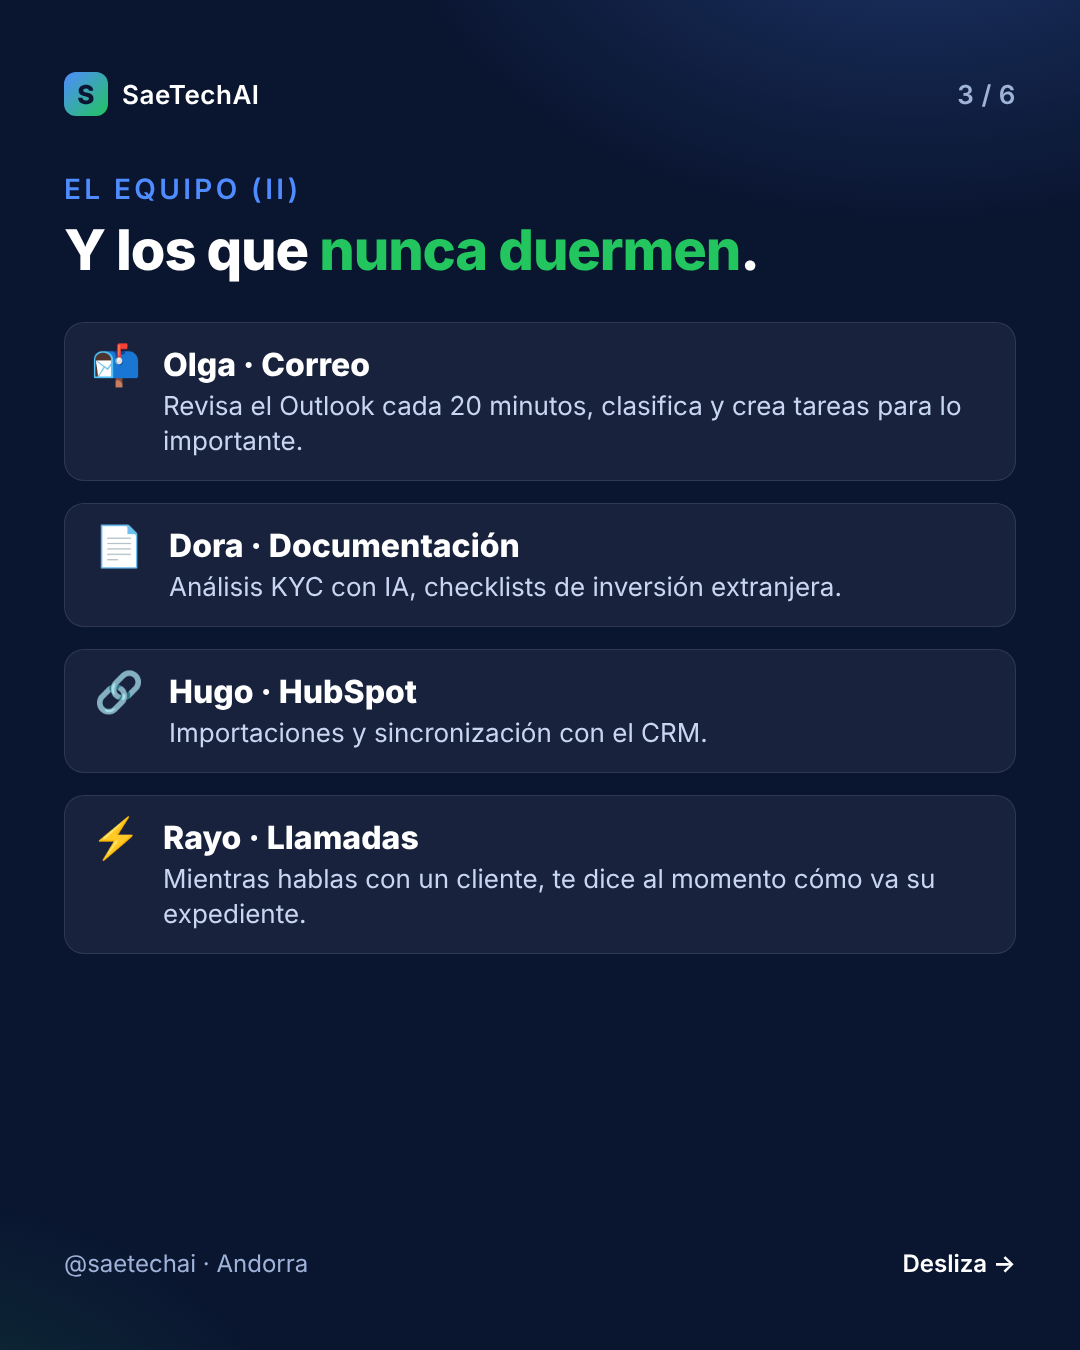 S SaeTechAI
3 / 6
EL EQUIPO (II)
Y los que nunca duermen.
Olga · Correo
Revisa el Outlook cada 20 minutos, clasifica y crea tareas para lo
importante.
Dora · Documentación
Análisis KYC con IA, checklists de inversión extranjera.
Hugo · HubSpot
Importaciones y sincronización con el CRM.
Rayo · Llamadas
Mientras hablas con un cliente, te dice al momento cómo va su
expediente.
@saetechai · Andorra
Desliza →